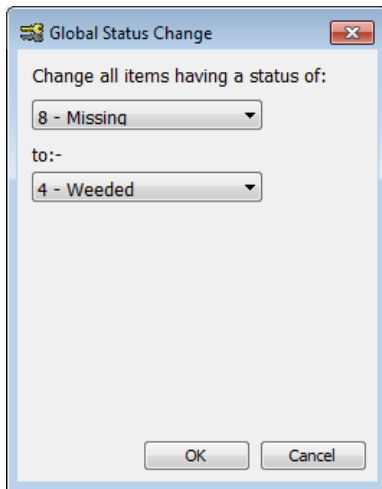 Global Status Change
Change all items having a status of:
8 - Missing
to:-
4 - Weeded
OK
Cancel